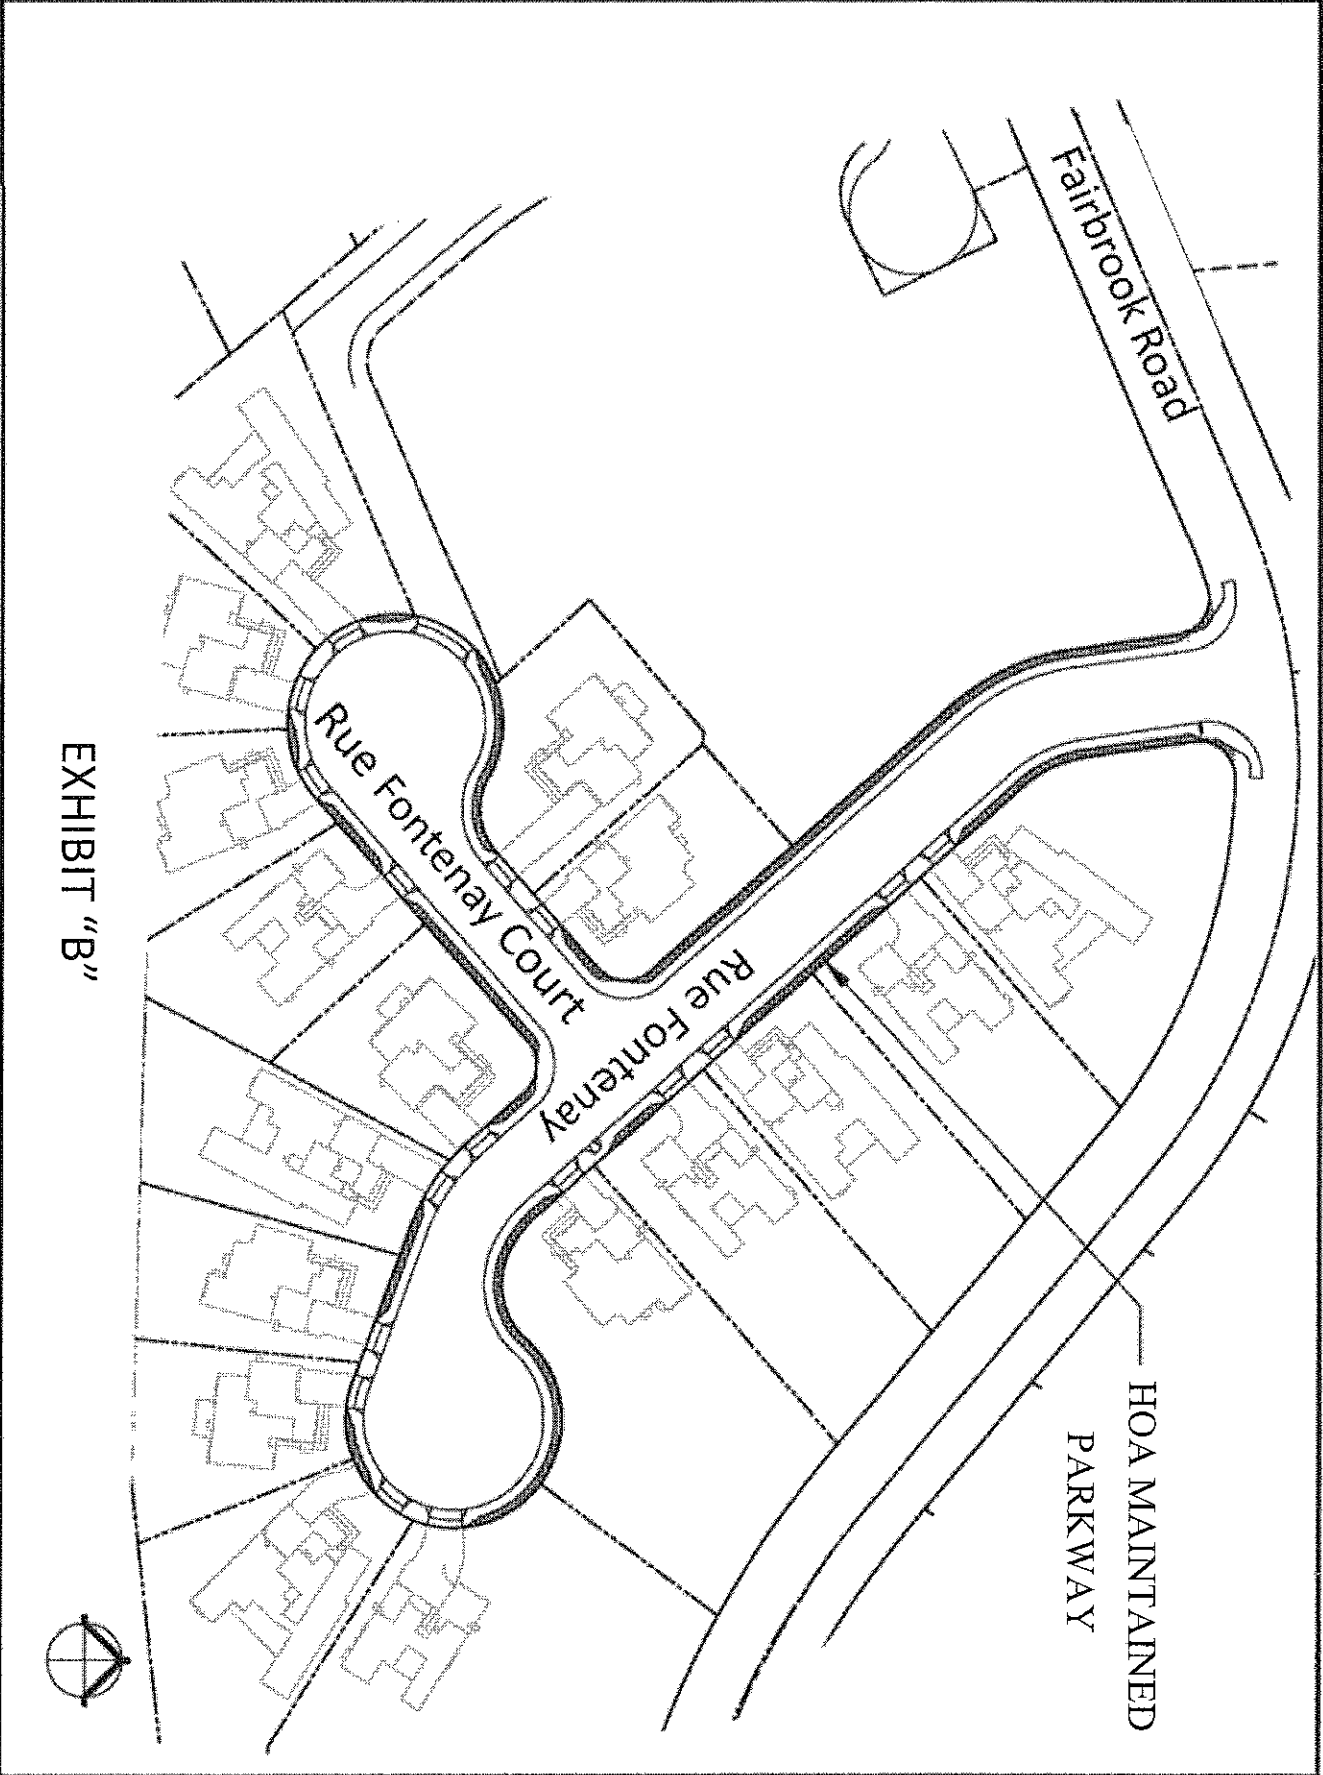 Fairbrook Road
HOA MAINTAINED
PARKWAY
Rue Fontenay
Rue Fontenay Court
EXHIBIT "B"